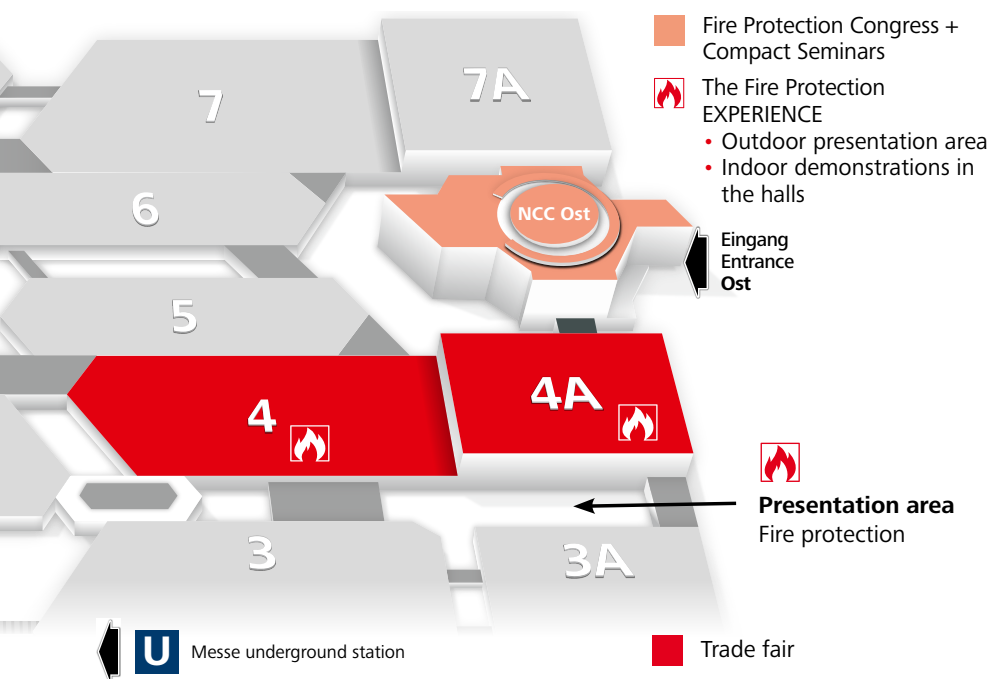 Fire Protection Congress +
Compact Seminars
The Fire Protection
EXPERIENCE
• Outdoor presentation area
• Indoor demonstrations in
the halls
7
7A
6
NCC Ost
Eingang
Entrance
Ost
5
4
4A
Presentation area
Fire protection
3
3A
U
Messe underground station
Trade fair